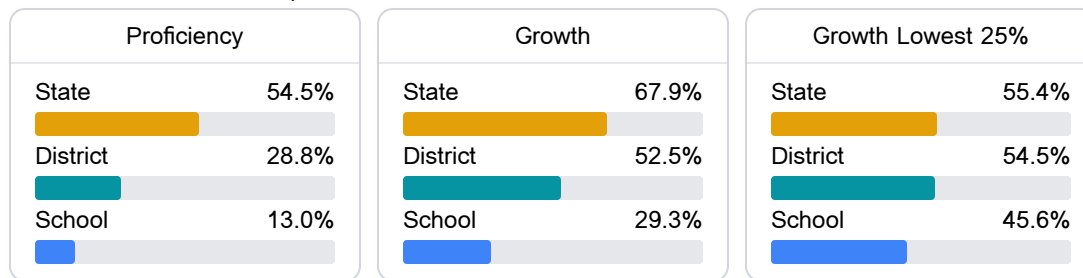 Proficiency
State 54.5%
District 28.8%
School 13.0%
Growth
State 67.9%
District 52.5%
School 29.3%
Growth Lowest 25%
State 55.4%
District 54.5%
School 45.6%